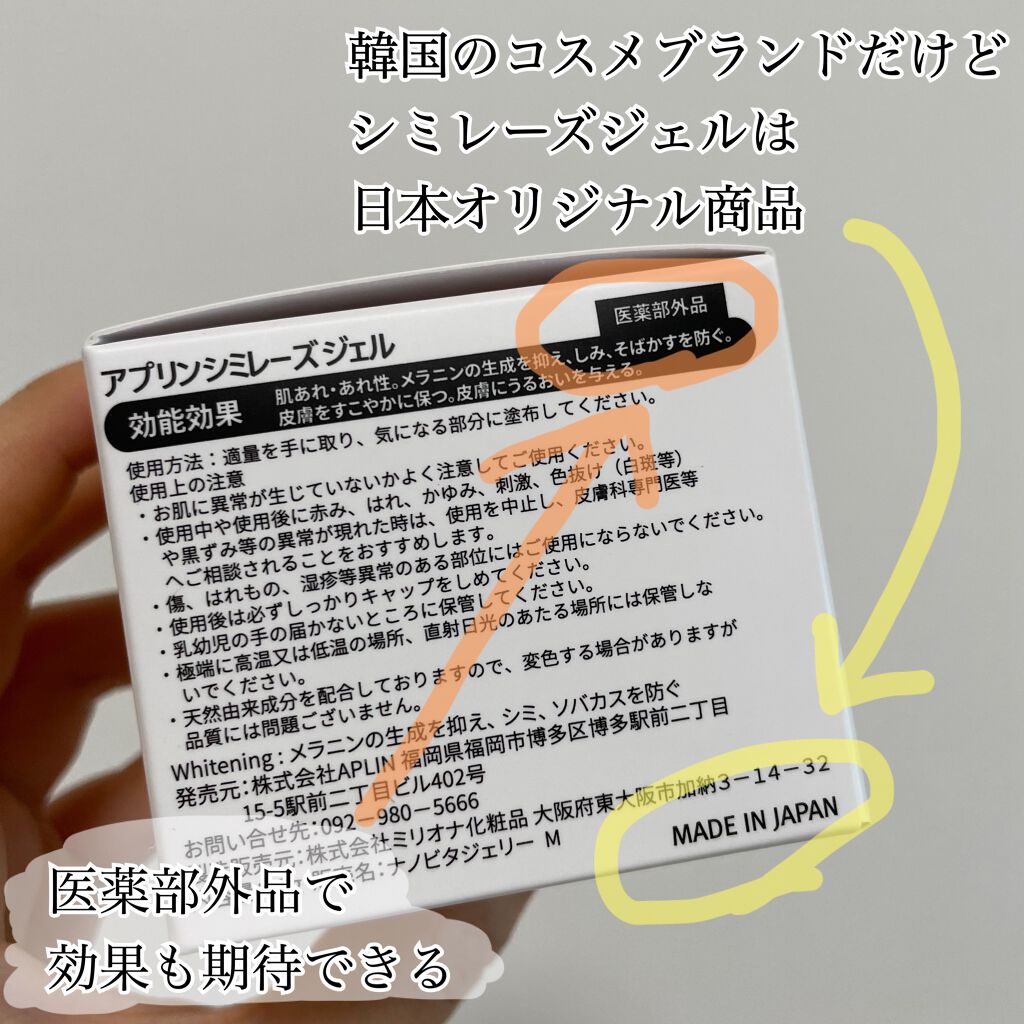 韓国のコスメブランドだけど
シミレーズジェルは
日本オリジナル商品
医薬部外品
アプリンシミレーズジェル
効能効果
肌あれ・あれ性。メラニンの生成を抑え、しみ、そばかすを防ぐ。
皮膚をすこやかに保つ。皮膚にうるおいを与える。
使用方法：適量を手に取り、気になる部分に塗布してください。
使用上の注意
・お肌に異常が生じていないかよく注意してご使用ください。
・使用中や使用後に赤み、はれ、かゆみ、刺激、色抜け（白斑等）
や黒ずみ等の異常が現れた時は、使用を中止し、皮膚科専門医等
へご相談されることをおすすめします。
・傷、はれもの、湿疹等異常のある部位にはご使用にならないでください。
・使用後は必ずしっかりキャップをしめてください。
・乳幼児の手の届かないところに保管してください。
・極端に高温又は低温の場所、直射日光のあたる場所には保管しな
いでください。
・天然由来成分を配合しておりますので、変色する場合がありますが
品質には問題ございません。
Whitening：メラニンの生成を抑え、シミ、ソバカスを防ぐ
発売元：株式会社APLIN 福岡県福岡市博多区博多駅前二丁目
15-5駅前二丁目ビル402号
お問い合せ先：092-980-5666
販売元：株式会社ミリオナ化粧品 大阪府東大阪市加納3-14-32
販売名：ナノビタジェリー M
MADE IN JAPAN
医薬部外品で
効果も期待できる